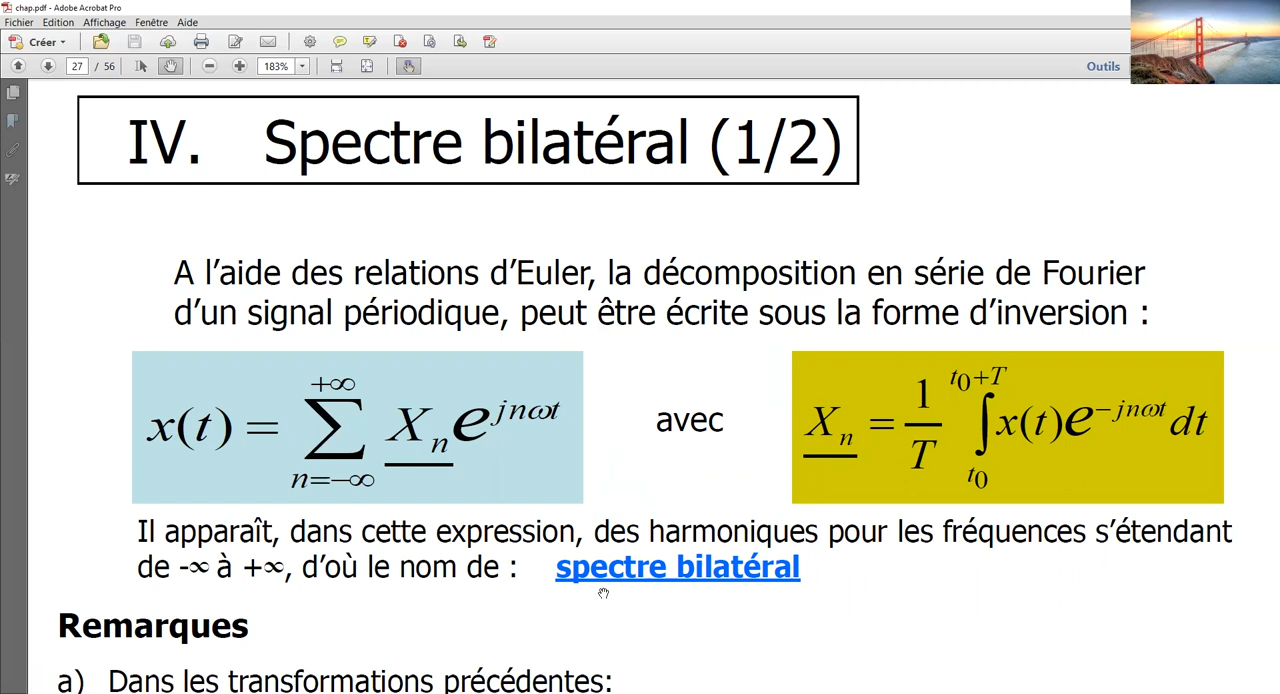 chap.pdf - Adobe Acrobat Pro
Fichier Edition Affichage Fenêtre Aide
Créer
27 / 56 183% Outils
IV. Spectre bilatéral (1/2)
A l’aide des relations d’Euler, la décomposition en série de Fourier
d’un signal périodique, peut être écrite sous la forme d’inversion :
x(t) = ∑_{n=-∞}^{+∞} X_n e^{jnωt} avec X_n = 1/T ∫_{t_0}^{t_0+T} x(t) e^{-jnωt} dt
Il apparaît, dans cette expression, des harmoniques pour les fréquences s’étendant
de -∞ à +∞, d’où le nom de : spectre bilatéral
Remarques
a) Dans les transformations précédentes: